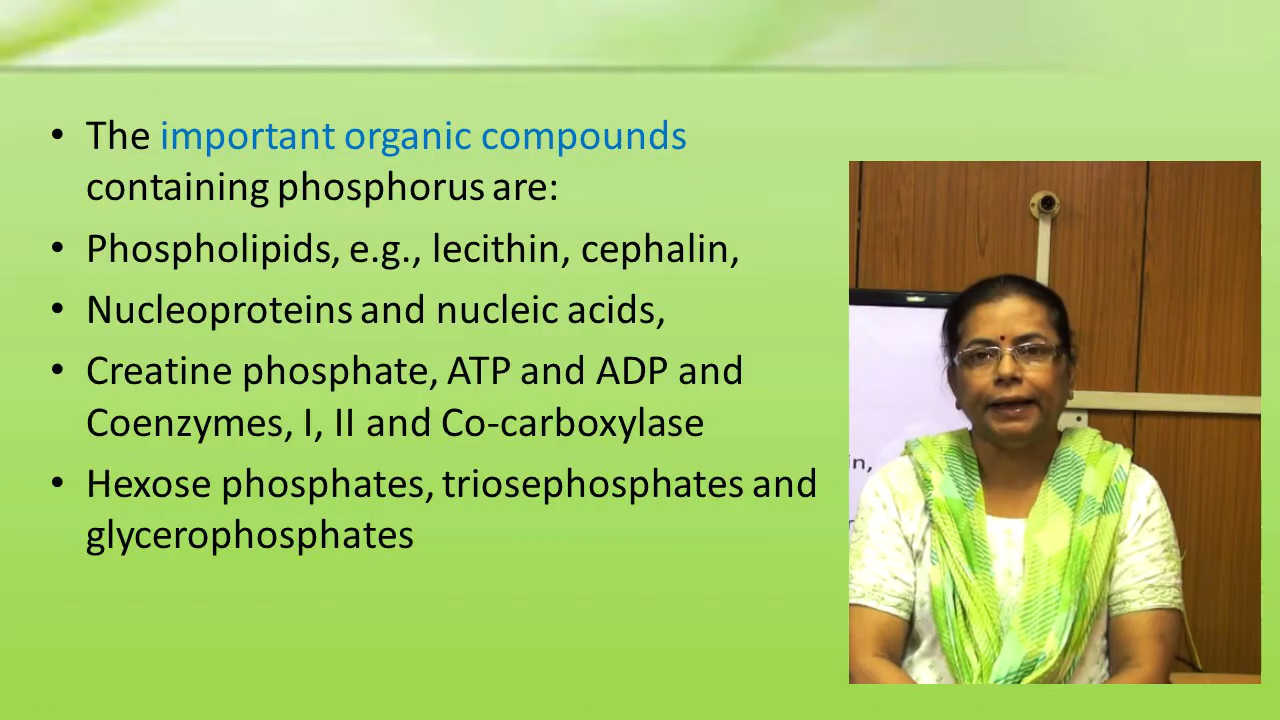 • The important organic compounds
containing phosphorus are:
• Phospholipids, e.g., lecithin, cephalin,
• Nucleoproteins and nucleic acids,
• Creatine phosphate, ATP and ADP and
Coenzymes, I, II and Co-carboxylase
• Hexose phosphates, triosephosphates and
glycerophosphates
in,